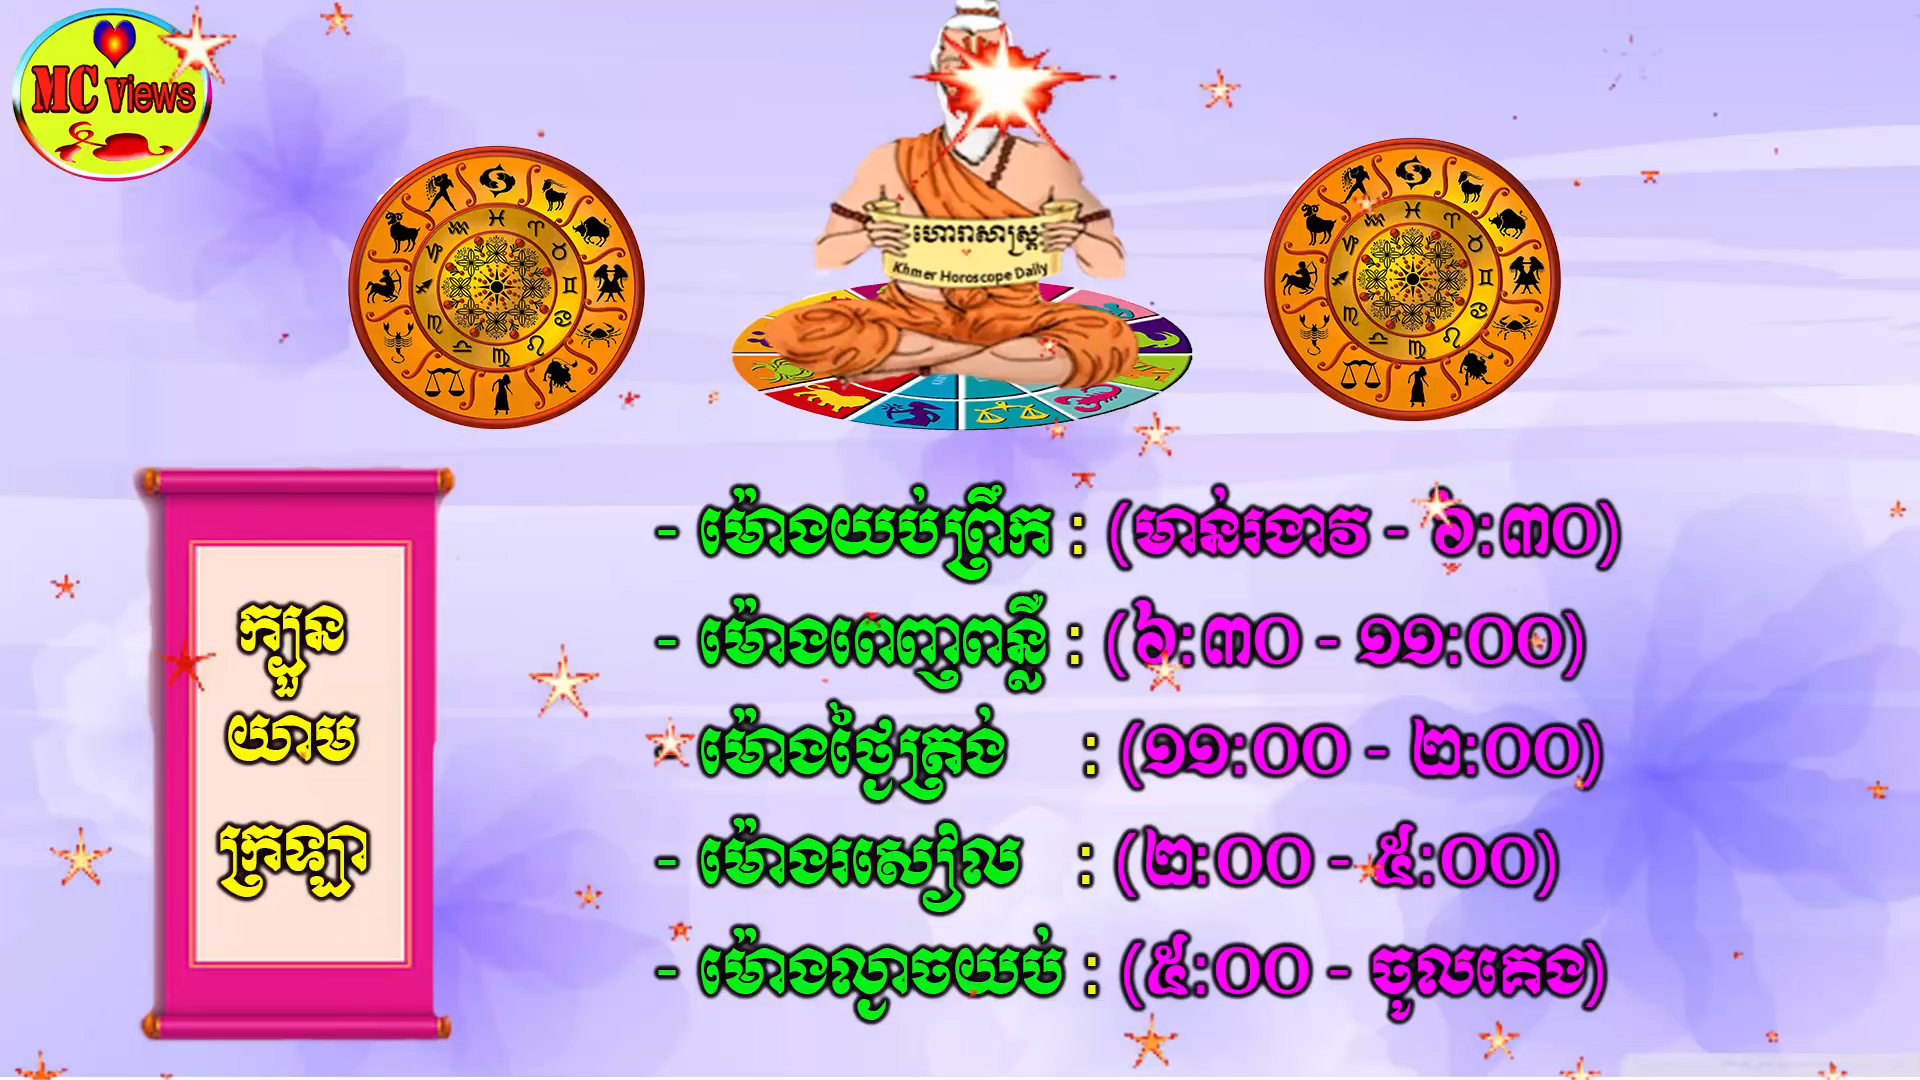 MC Views
ហោរាសាស្ត្រ
Khmer Horoscope Daily
ក្បួន
យាម
ក្រឡា
- ម៉ោងយប់ព្រឹក : (មាន់រងាវ - ៦:៣០)
- ម៉ោងពេញពន្លឺ : (៦:៣០ - ១១:០០)
- ម៉ោងថ្ងៃត្រង់ : (១១:០០ - ២:០០)
- ម៉ោងរសៀល : (២:០០ - ៥:០០)
- ម៉ោងល្ងាចយប់ : (៥:០០ - ចូលគេង)